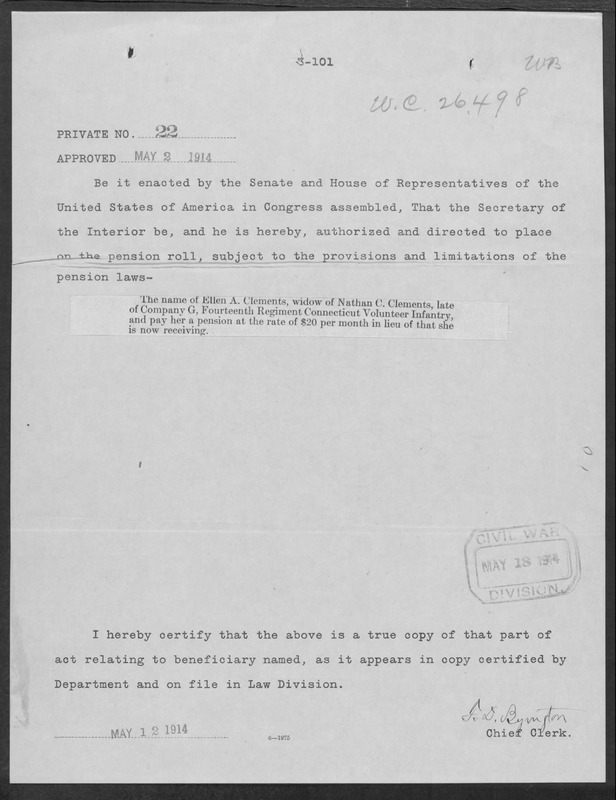 3-101
WB
W.C. 26,498
PRIVATE NO. 22
APPROVED MAY 2 1914
Be it enacted by the Senate and House of Representatives of the
United States of America in Congress assembled, That the Secretary of
the Interior be, and he is hereby, authorized and directed to place
on the pension roll, subject to the provisions and limitations of the
pension laws-
The name of Ellen A. Clements, widow of Nathan C. Clements, late
of Company G, Fourteenth Regiment Connecticut Volunteer Infantry,
and pay her a pension at the rate of $20 per month in lieu of that she
is now receiving.
CIVIL WAR
MAY 18 1914
DIVISION
I hereby certify that the above is a true copy of that part of
act relating to beneficiary named, as it appears in copy certified by
Department and on file in Law Division.
MAY 12 1914
6-1975
F. D. Byington
Chief Clerk.